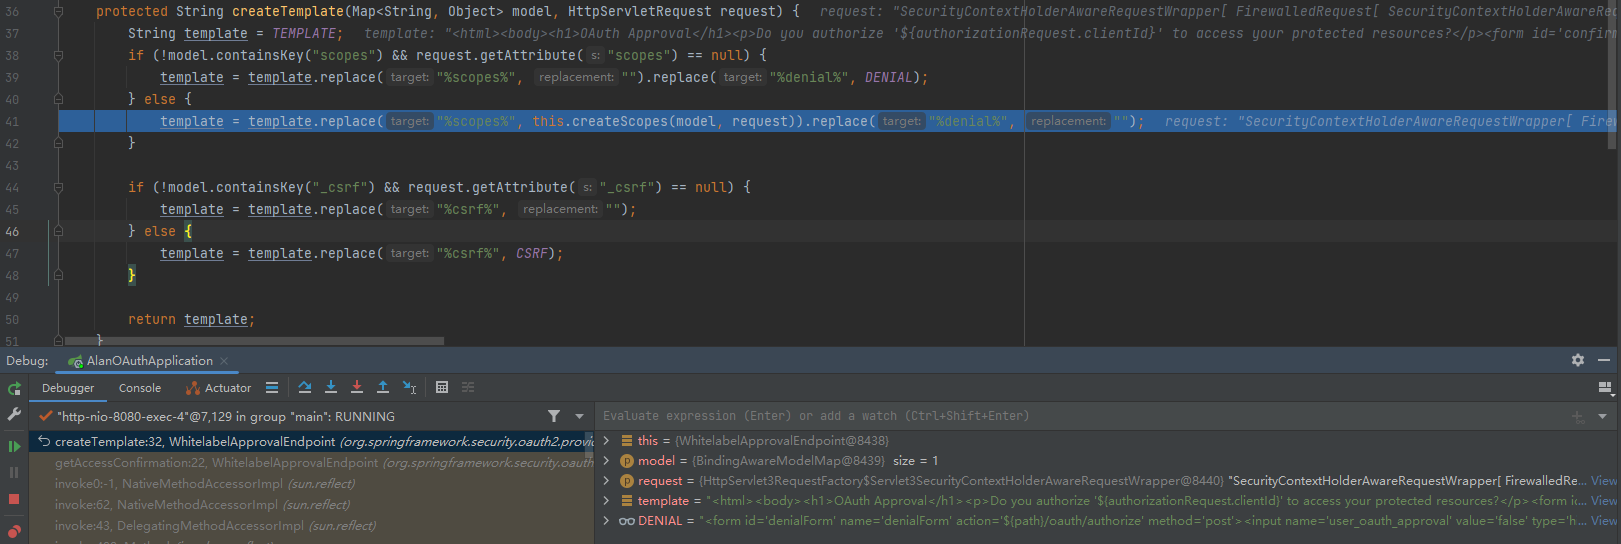 36 protected String createTemplate(Map<String, Object> model, HttpServletRequest request) { request: "SecurityContextHolderAwareRequestWrapper[ FirewalledRequest[ SecurityContextHolderAwareReq
37 String template = TEMPLATE; template: "<html><body><h1>OAuth Approval</h1><p>Do you authorize '${authorizationRequest.clientId}' to access your protected resources?</p><form id='confirm
38 if (!model.containsKey("scopes") && request.getAttribute( s: "scopes") == null) {
39 template = template.replace( target: "%scopes%", replacement: "").replace( target: "%denial%", DENIAL);
40 } else {
41 template = template.replace( target: "%scopes%", this.createScopes(model, request)).replace( target: "%denial%", replacement: ""); request: "SecurityContextHolderAwareRequestWrapper[ Firew
42 }
43
44 if (!model.containsKey("_csrf") && request.getAttribute( s: "_csrf") == null) {
45 template = template.replace( target: "%csrf%", replacement: "");
46 } else {
47 template = template.replace( target: "%csrf%", CSRF);
48 }
49
50 return template;
51 }
Debug: AlanOAuthApplication ×
Debugger Console Actuator
"http-nio-8080-exec-4"@7,129 in group "main": RUNNING
createTemplate:32, WhitelabelApprovalEndpoint (org.springframework.security.oauth2.provi
getAccessConfirmation:22, WhitelabelApprovalEndpoint (org.springframework.security.oauth
invoke0:-1, NativeMethodAccessorImpl (sun.reflect)
invoke:62, NativeMethodAccessorImpl (sun.reflect)
invoke:43, DelegatingMethodAccessorImpl (sun.reflect)
Evaluate expression (Enter) or add a watch (Ctrl+Shift+Enter)
this = {WhitelabelApprovalEndpoint@8438}
model = {BindingAwareModelMap@8439} size = 1
request = {HttpServlet3RequestFactory$Servlet3SecurityContextHolderAwareRequestWrapper@8440} "SecurityContextHolderAwareRequestWrapper[ FirewalledRe... View
template = "<html><body><h1>OAuth Approval</h1><p>Do you authorize '${authorizationRequest.clientId}' to access your protected resources?</p><form ic... View
DENIAL = "<form id='denialForm' name='denialForm' action='${path}/oauth/authorize' method='post'><input name='user_oauth_approval' value='false' type='h... View